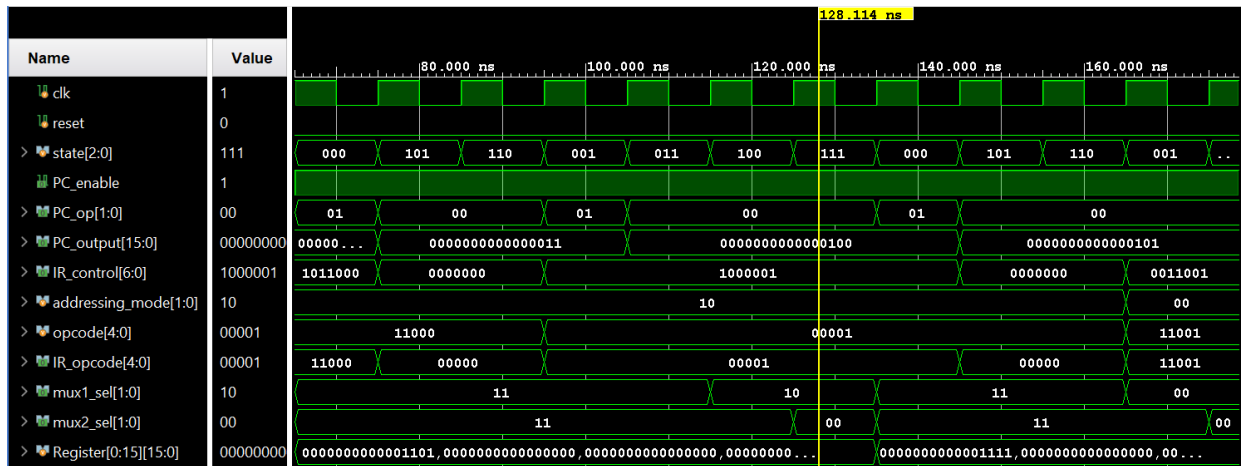 128.114 ns
Name Value
80.000 ns 100.000 ns 120.000 ns 140.000 ns 160.000 ns
clk 1
reset 0
state[2:0] 111 000 101 110 001 011 100 111 000 101 110 001 ..
PC_enable 1
PC_op[1:0] 00 01 00 01 00 01 00
PC_output[15:0] 00000000 00000... 0000000000000011 0000000000000100 0000000000000101
IR_control[6:0] 1000001 1011000 0000000 1000001 0000000 0011001
addressing_mode[1:0] 10 10 00
opcode[4:0] 00001 11000 00001 11001
IR_opcode[4:0] 00001 11000 00000 00001 00000 11001
mux1_sel[1:0] 10 11 10 11 00
mux2_sel[1:0] 00 11 00 11 00
Register[0:15][15:0] 00000000 0000000000001101,0000000000000000,0000000000000000,00000000... 0000000000001111,0000000000000000,00...